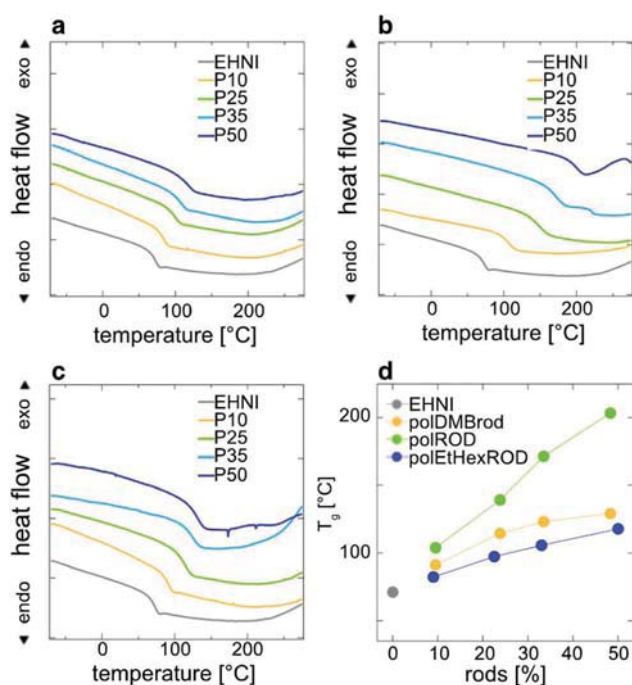 a
exo
heat flow
endo
EHNI
P10
P25
P35
P50
0
100
200
temperature [°C]
b
exo
heat flow
endo
EHNI
P10
P25
P35
P50
0
100
200
temperature [°C]
c
exo
heat flow
endo
EHNI
P10
P25
P35
P50
0
100
200
temperature [°C]
d
EHNI
polDMBrod
polROD
polEtHexROD
200
100
Tg [°C]
0
10
20
30
40
50
rods [%]